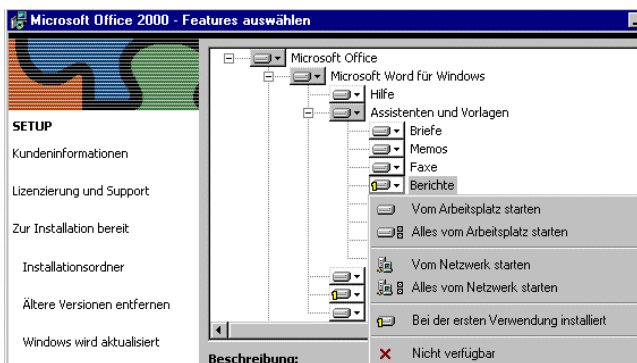 Microsoft Office 2000 - Features auswählen
Microsoft Office
Microsoft Word für Windows
Hilfe
Assistenten und Vorlagen
Briefe
Memos
Faxe
Berichte
SETUP
Kundeninformationen
Lizenzierung und Support
Zur Installation bereit
Installationsordner
Ältere Versionen entfernen
Windows wird aktualisiert
Vom Arbeitsplatz starten
Alles vom Arbeitsplatz starten
Vom Netzwerk starten
Alles vom Netzwerk starten
Bei der ersten Verwendung installiert
Nicht verfügbar
Beschreibung: